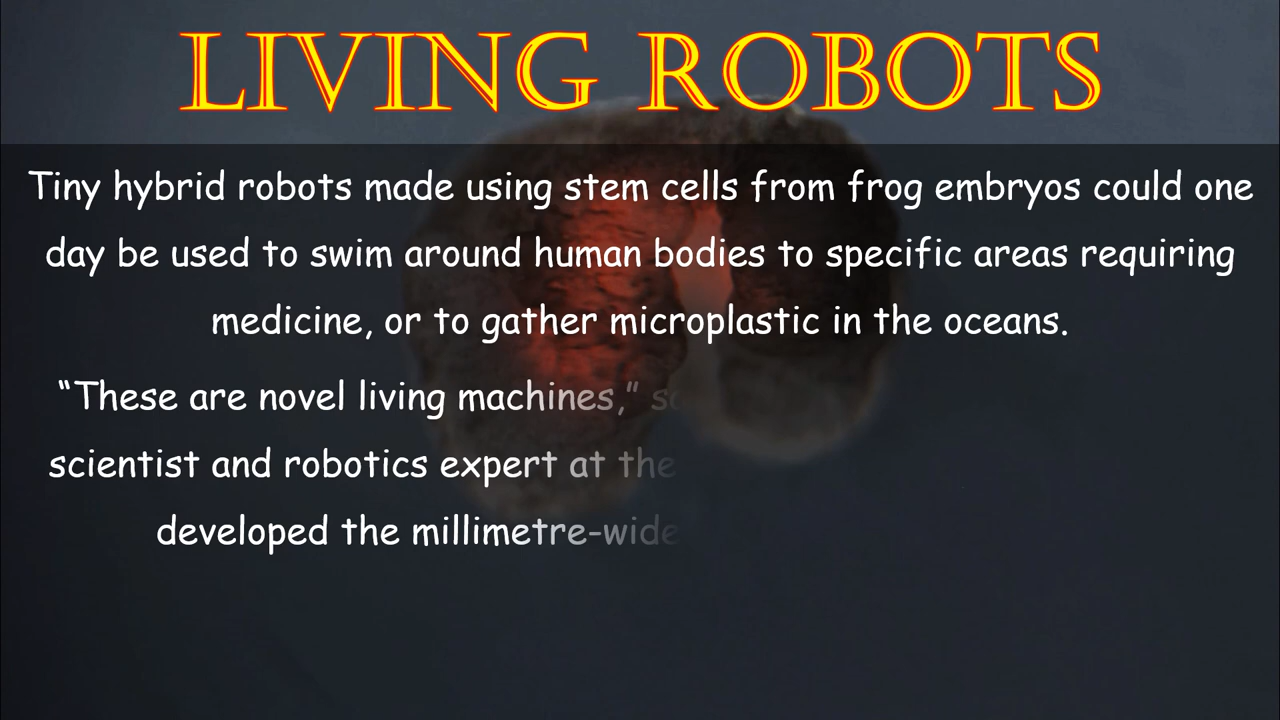 LIVING ROBOTS
Tiny hybrid robots made using stem cells from frog embryos could one
day be used to swim around human bodies to specific areas requiring
medicine, or to gather microplastic in the oceans.
“These are novel living machines,”
scientist and robotics expert at the
developed the millimetre-wide